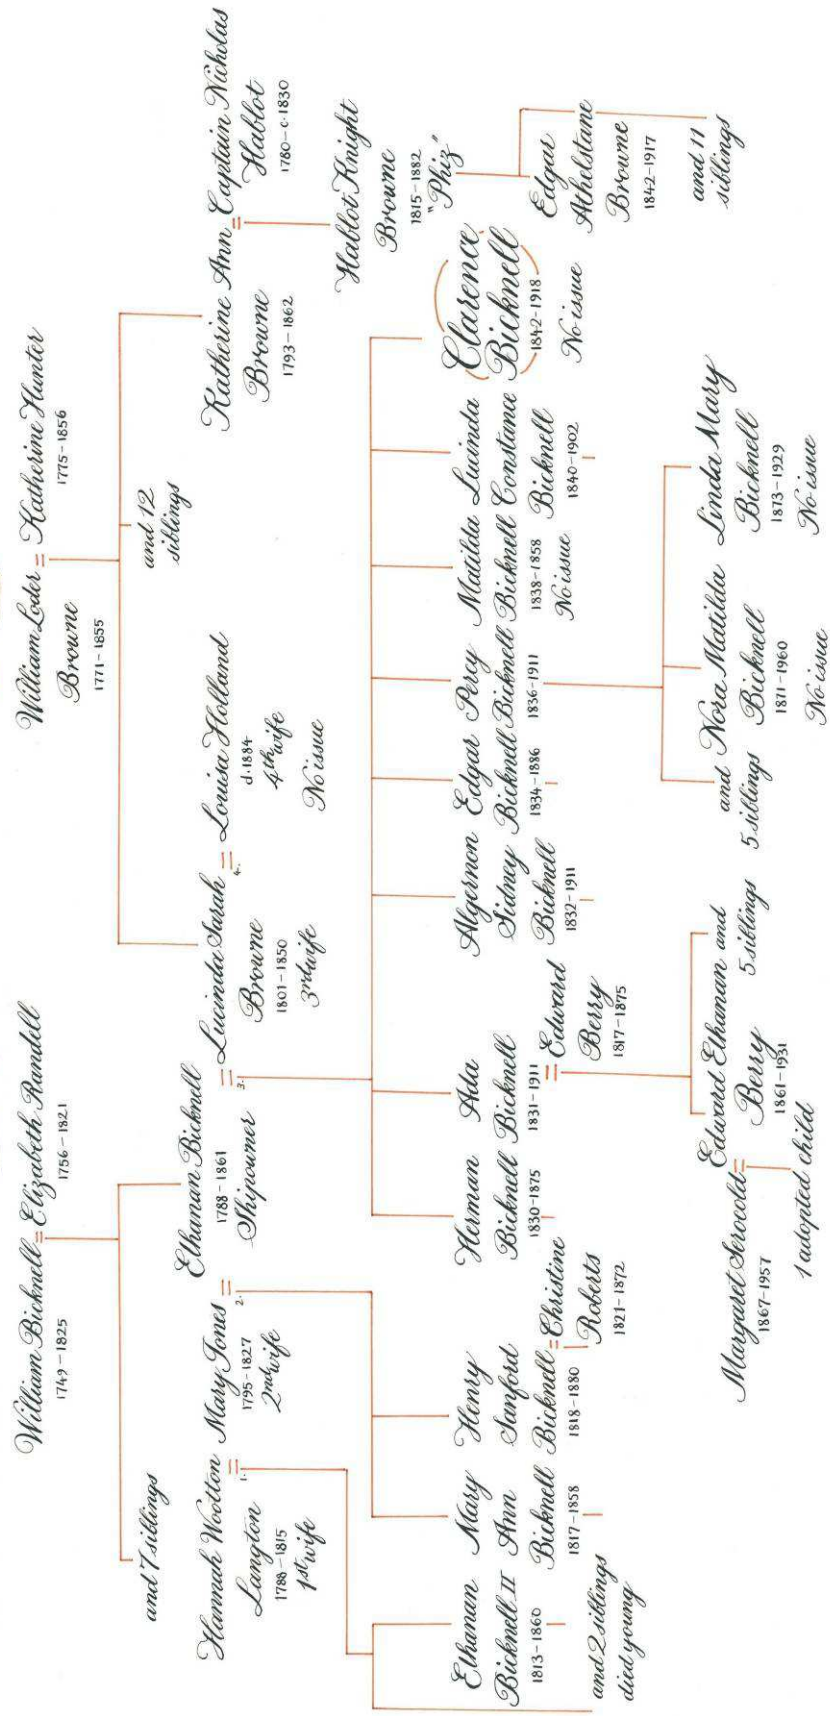 William Bicknell = Elizabeth Randell
1749-1825
1756-1821
William Loder = Katherine Hunter
Browne
1771-1855
1775-1856
and 7 siblings
Elhanan Bicknell
1788-1861
Shipowner
and 12
siblings
Hannah Wootton
Langton
1788-1815
1st wife
=
1.
Mary Jones
1795-1827
2nd wife
=
2.
=
3.
Lucinda Sarah
Browne
1801-1850
3rd wife
=
4.
Louisa Holland
d.1884
4th wife
No issue
Katherine Ann
Browne
1793-1862
=
Captain Nicholas
Hablot
1780-c.1830
Hablot Knight
Browne
1815-1882
"Phiz"
Elhanan
Bicknell II
1813-1860
and 2 siblings
died young
Mary
Ann
Bicknell
1817-1858
Henry
Sanford
Bicknell
1818-1880
= Christine
Roberts
1821-1872
Herman
Bicknell
1830-1875
Ada
Bicknell
1831-1911
=
Edward
Berry
1817-1875
Algernon
Sidney
Bicknell
1832-1911
Edgar
Bicknell
1834-1886
Percy
Bicknell
1836-1911
Matilda
Bicknell
1838-1858
No issue
Lucinda
Constance
Bicknell
1840-1902
Clarence
Bicknell
1842-1918
No issue
Edgar
Athelstane
Browne
1842-1917
and 11
siblings
Margaret Serocold =
1867-1957
Edward Elhanan
Berry
1861-1931
and
5 siblings
1 adopted child
and
5 siblings
Nora Matilda
Bicknell
1871-1960
No issue
Linda Mary
Bicknell
1873-1929
No issue